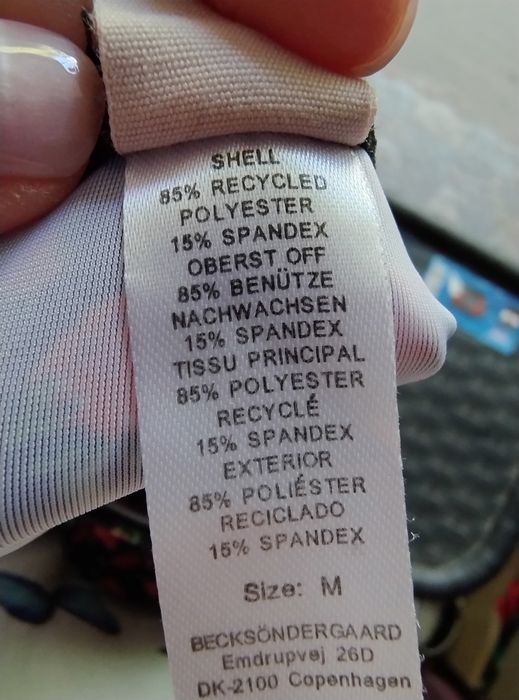 SHELL
85% RECYCLED
POLYESTER
15% SPANDEX
OBERST OFF
85% BENÜTZE
NACHWACHSEN
15% SPANDEX
TISSU PRINCIPAL
85% POLYESTER
RECYCLÉ
15% SPANDEX
EXTERIOR
85% POLIÉSTER
RECICLADO
15% SPANDEX
Size: M
BECKSÖNDERGAARD
Emdrupvej 26D
DK-2100 Copenhagen